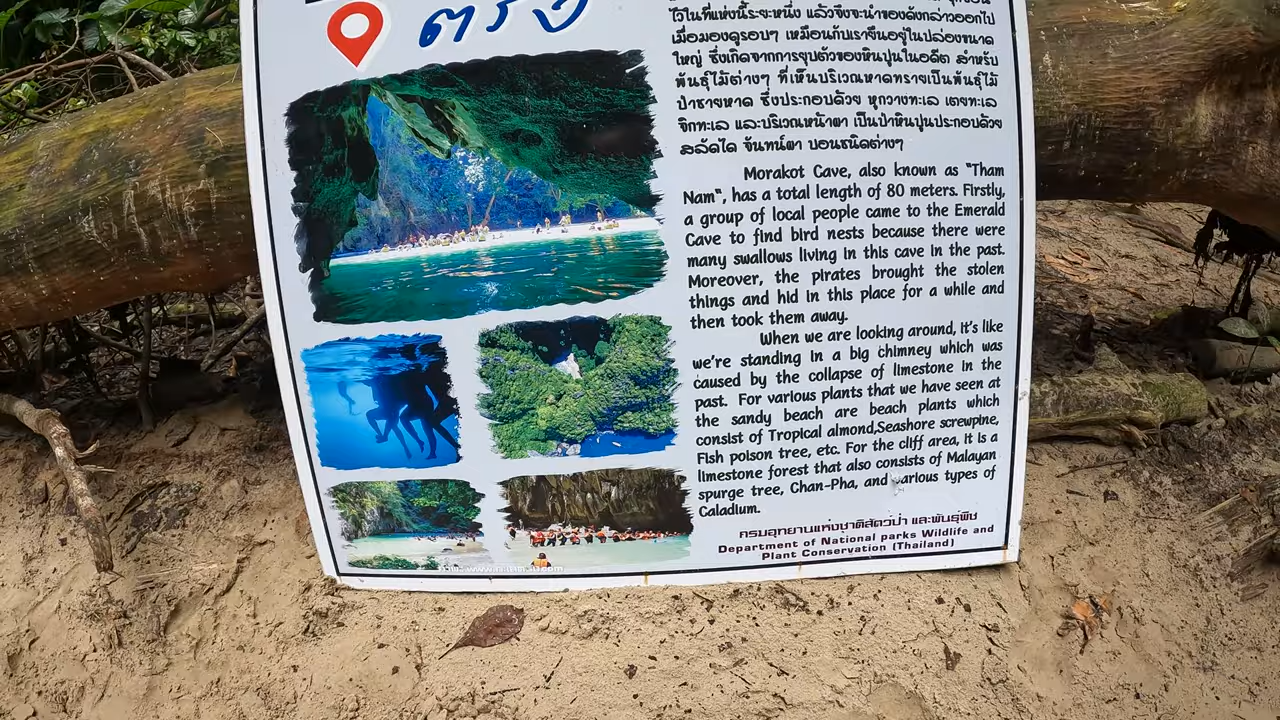 ตรัง
ไว้ในที่แห่งนี้ระยะหนึ่ง แล้วจึงจะนำของดังกล่าวออกไป
เมื่อมองดูรอบๆ เหมือนกับเรายืนอยู่ในปล่องขนาด
ใหญ่ ซึ่งเกิดจากการยุบตัวของหินปูนในอดีต สำหรับ
พันธุ์ไม้ต่างๆ ที่เห็นบริเวณหาดทรายเป็นพันธุ์ไม้
ป่าชายหาด ซึ่งประกอบด้วย หูกวางทะเล เตยทะเล
จิกทะเล และบริเวณหน้าผา เป็นป่าหินปูนประกอบด้วย
สลัดได จันทน์ผา บอนชนิดต่างๆ
Morakot Cave, also known as "Tham
Nam", has a total length of 80 meters. Firstly,
a group of local people came to the Emerald
Cave to find bird nests because there were
many swallows living in this cave in the past.
Moreover, the pirates brought the stolen
things and hid in this place for a while and
then took them away.
When we are looking around, it's like
we're standing in a big chimney which was
caused by the collapse of limestone in the
past. For various plants that we have seen at
the sandy beach are beach plants which
consist of Tropical almond,Seashore screwpine,
Fish poison tree, etc. For the cliff area, it is a
limestone forest that also consists of Malayan
spurge tree, Chan-Pha, and various types of
Caladium.
กรมอุทยานแห่งชาติสัตว์ป่า และพันธุ์พืช
Department of National parks Wildlife and
Plant Conservation (Thailand)